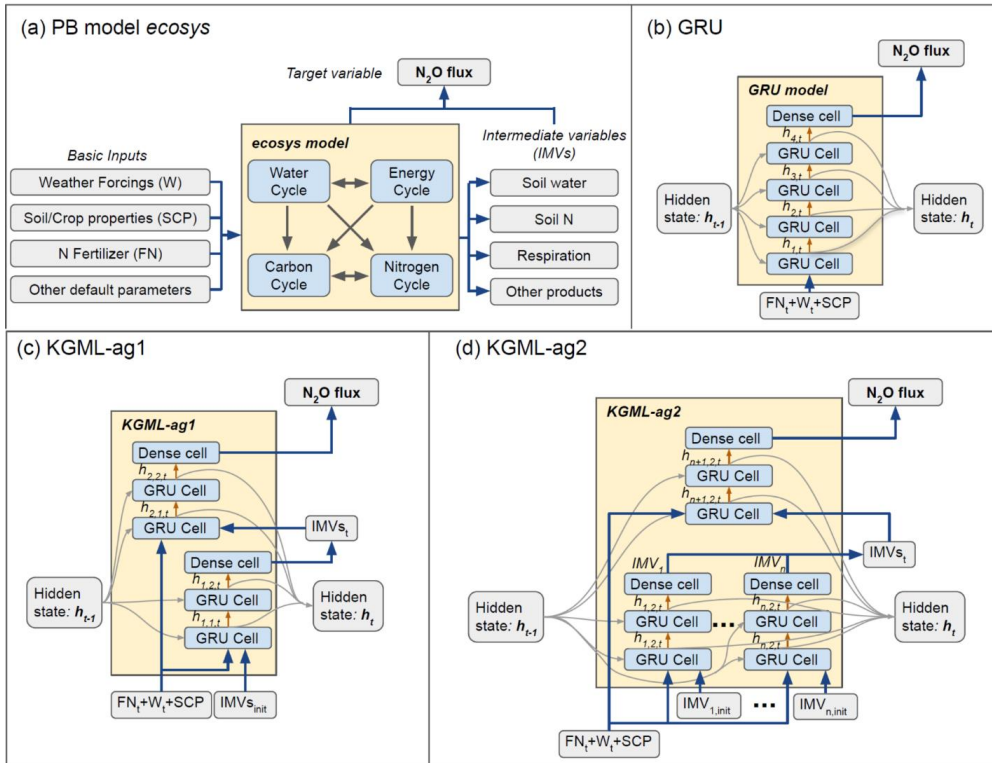 (a) PB model ecosys
Target variable
N2O flux
Basic Inputs
Weather Forcings (W)
Soil/Crop properties (SCP)
N Fertilizer (FN)
Other default parameters
ecosys model
Water
Cycle
Energy
Cycle
Carbon
Cycle
Nitrogen
Cycle
Intermediate variables
(IMVs)
Soil water
Soil N
Respiration
Other products
(b) GRU
N2O flux
GRU model
Dense cell
h4,t
GRU Cell
h3,t
GRU Cell
h2,t
GRU Cell
h1,t
GRU Cell
Hidden
state: ht-1
Hidden
state: ht
FNt+Wt+SCP
(c) KGML-ag1
N2O flux
KGML-ag1
Dense cell
h2,2,t
GRU Cell
h2,1,t
GRU Cell
IMVst
Dense cell
h1,2,t
GRU Cell
h1,1,t
GRU Cell
Hidden
state: ht-1
Hidden
state: ht
FNt+Wt+SCP
IMVsinit
(d) KGML-ag2
N2O flux
KGML-ag2
Dense cell
hn+1,2,t
GRU Cell
hn+1,2,t
GRU Cell
IMVst
IMV1
IMVn
Dense cell
Dense cell
h1,2,t
hn,2,t
GRU Cell
...
GRU Cell
h1,2,t
hn,2,t
GRU Cell
GRU Cell
Hidden
state: ht-1
Hidden
state: ht
IMV1,init
...
IMVn,init
FNt+Wt+SCP